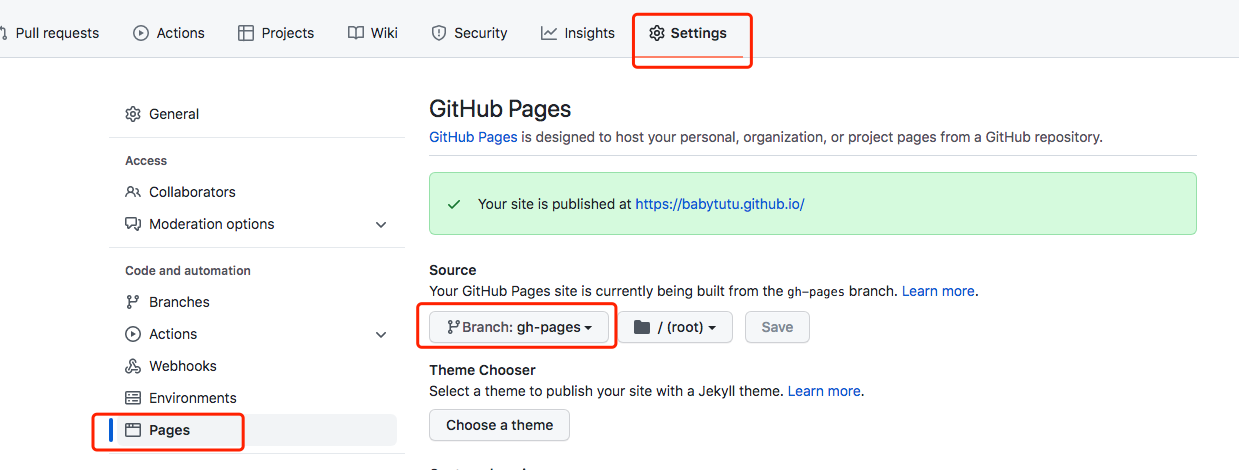 Pull requests Actions Projects Wiki Security Insights Settings
General
Access
Collaborators
Moderation options
Code and automation
Branches
Actions
Webhooks
Environments
Pages
GitHub Pages
GitHub Pages is designed to host your personal, organization, or project pages from a GitHub repository.
Your site is published at https://babytutu.github.io/
Source
Your GitHub Pages site is currently being built from the gh-pages branch. Learn more.
Branch: gh-pages / (root) Save
Theme Chooser
Select a theme to publish your site with a Jekyll theme. Learn more.
Choose a theme